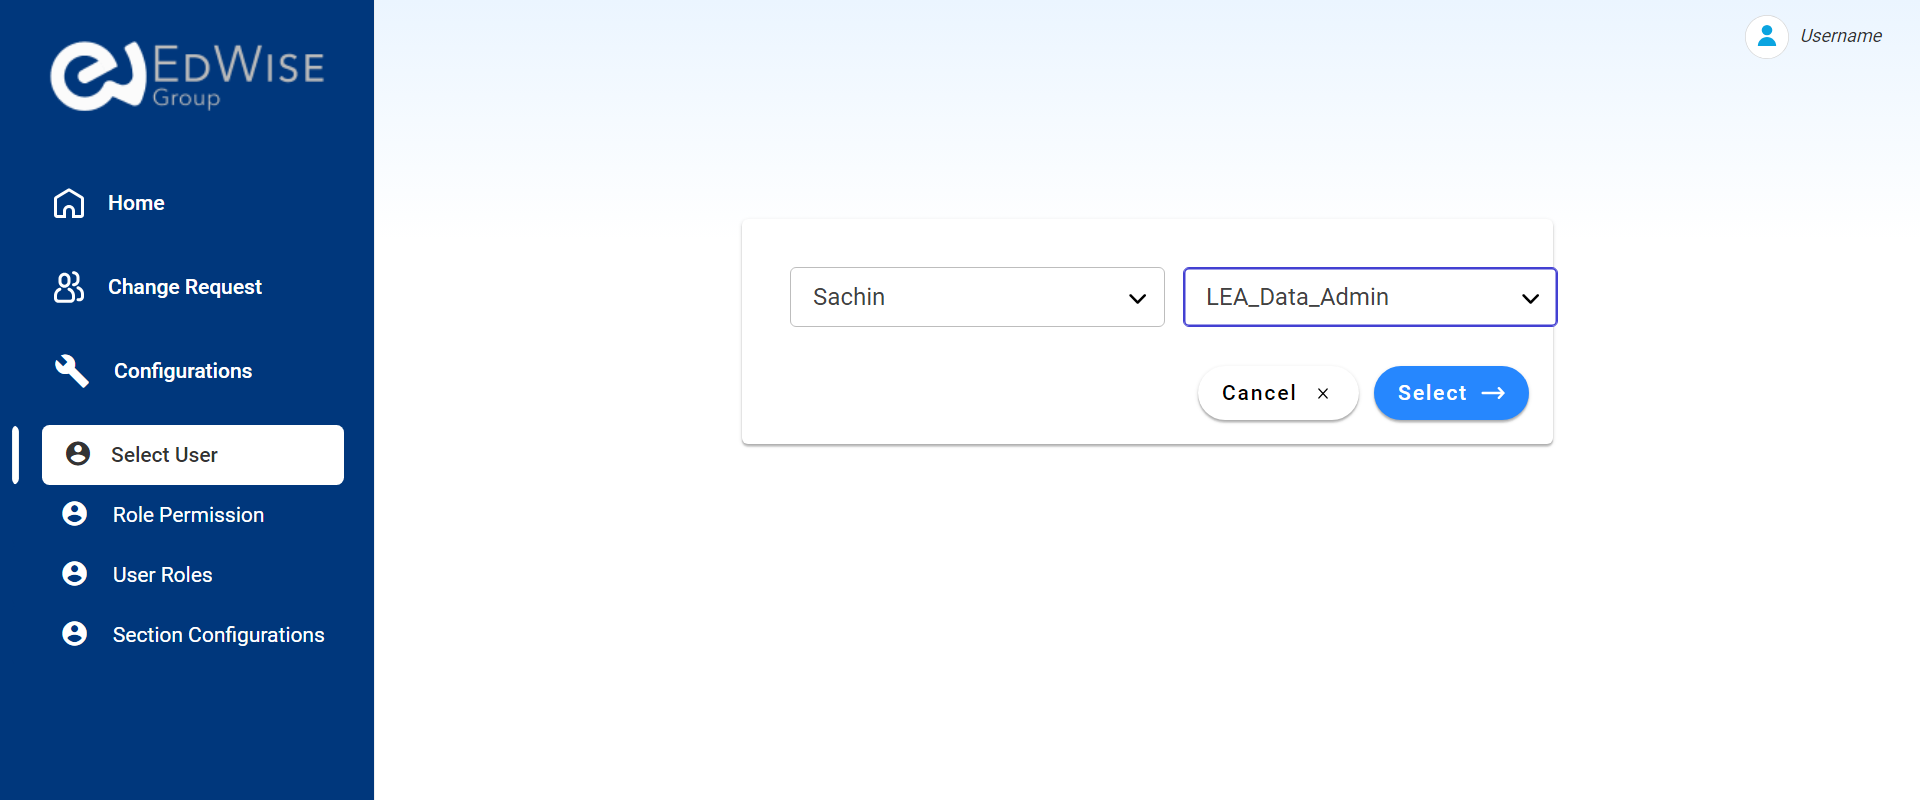 EDWISE
Group
Username
Home
Change Request
Configurations
Select User
Role Permission
User Roles
Section Configurations
Sachin
LEA_Data_Admin
Cancel
Select